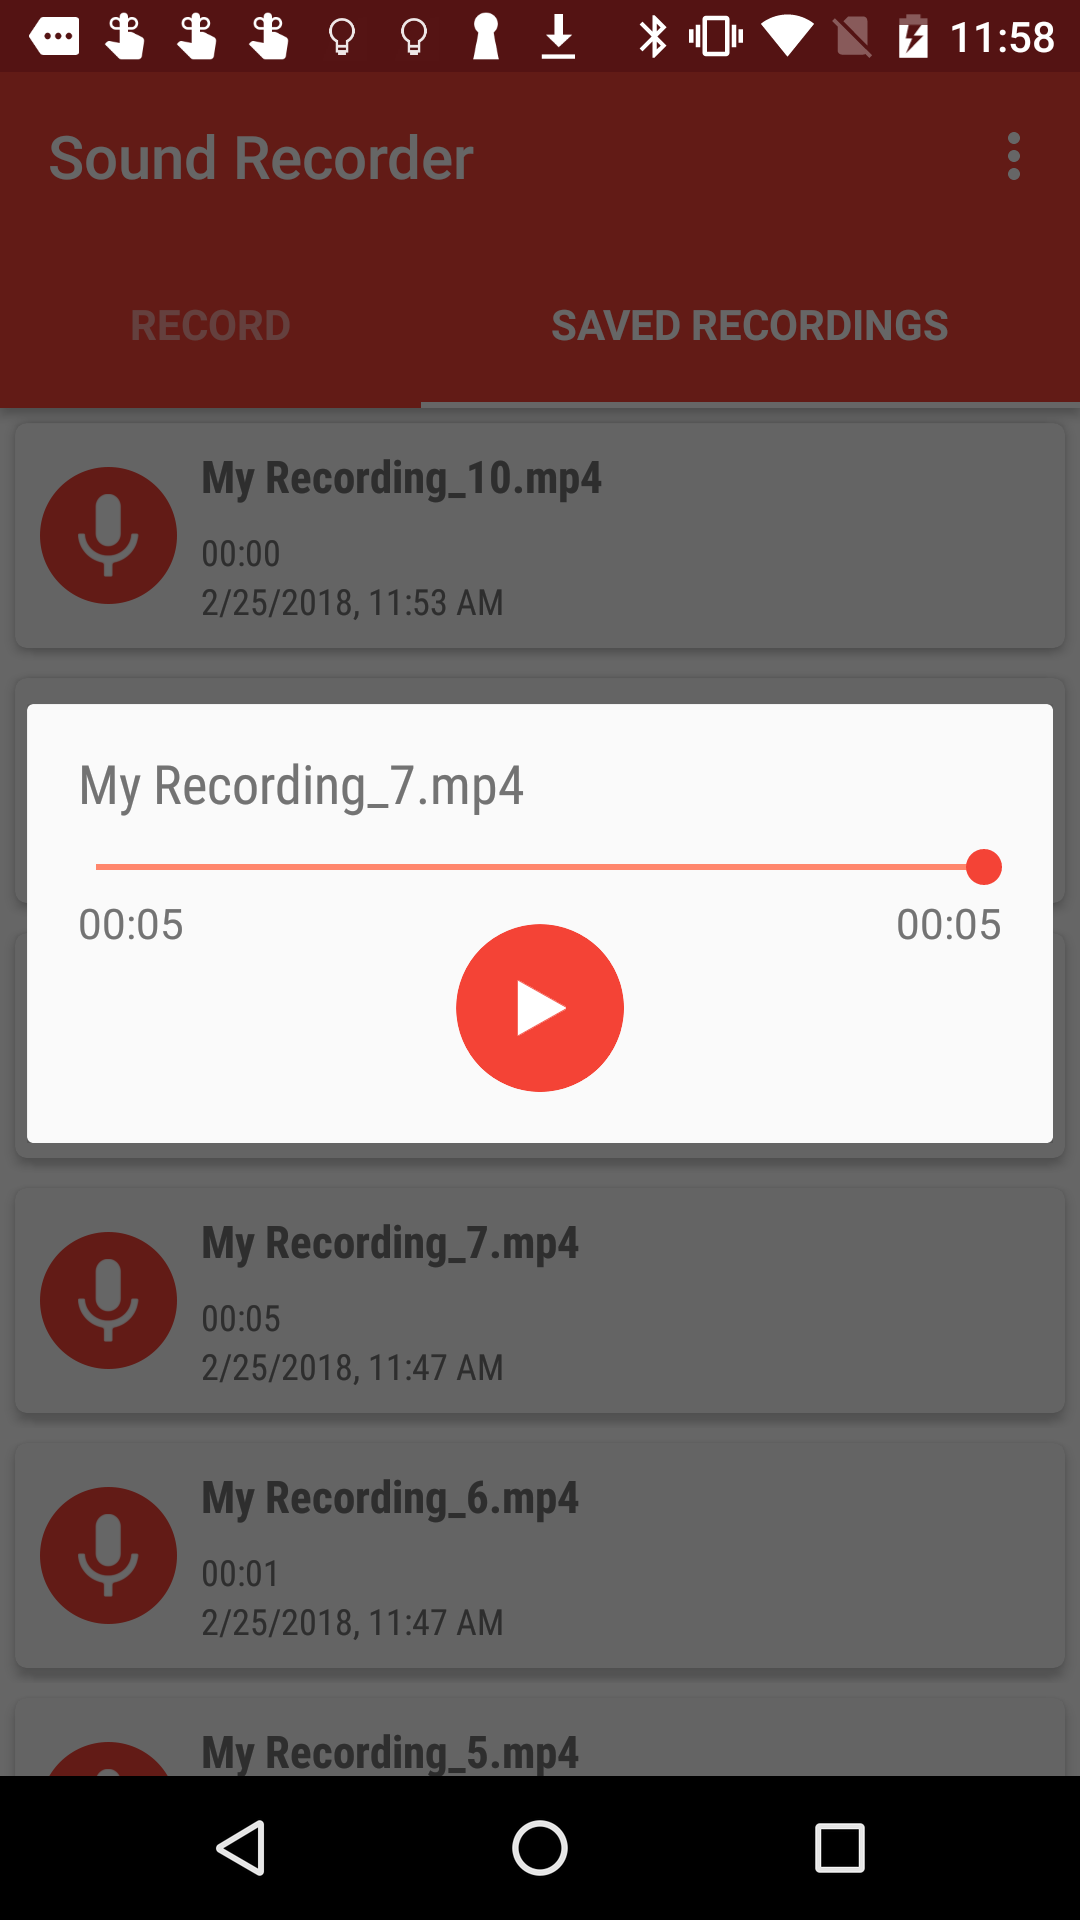 11:58
Sound Recorder
RECORD
SAVED RECORDINGS
My Recording_10.mp4
00:00
2/25/2018, 11:53 AM
My Recording_7.mp4
00:05
00:05
My Recording_7.mp4
00:05
2/25/2018, 11:47 AM
My Recording_6.mp4
00:01
2/25/2018, 11:47 AM
My Recording_5.mp4